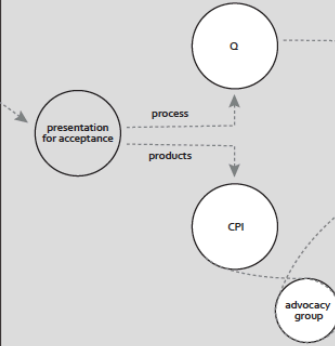 Q
process
presentation
for acceptance
products
CPI
advocacy
group